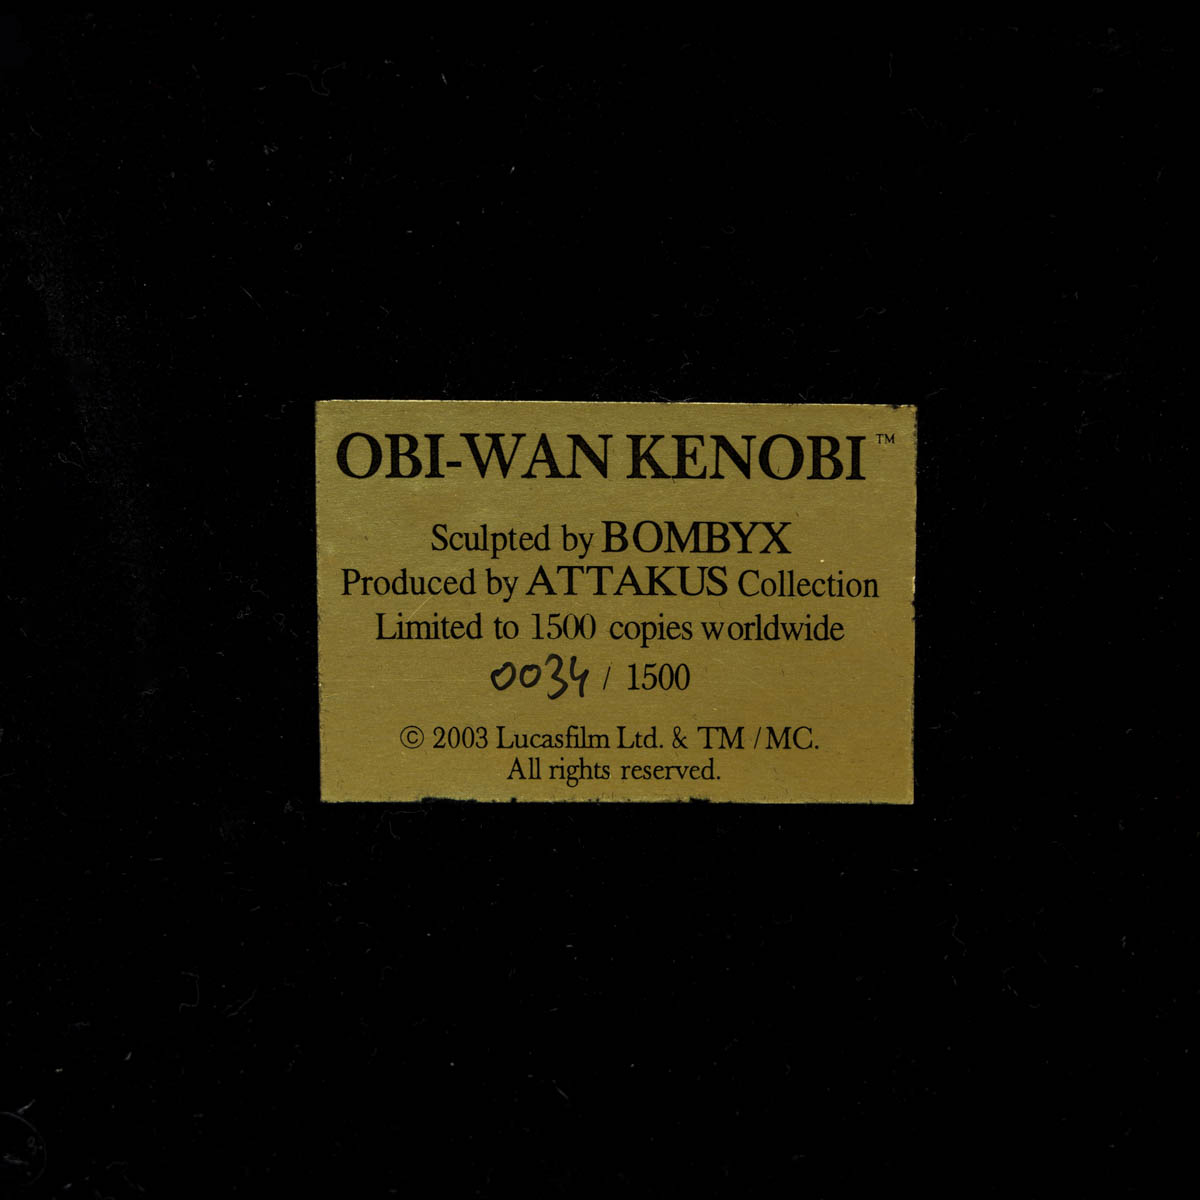 OBI-WAN KENOBI™
Sculpted by BOMBYX
Produced by ATTAKUS Collection
Limited to 1500 copies worldwide
0034 / 1500
© 2003 Lucasfilm Ltd. & TM / MC.
All rights reserved.